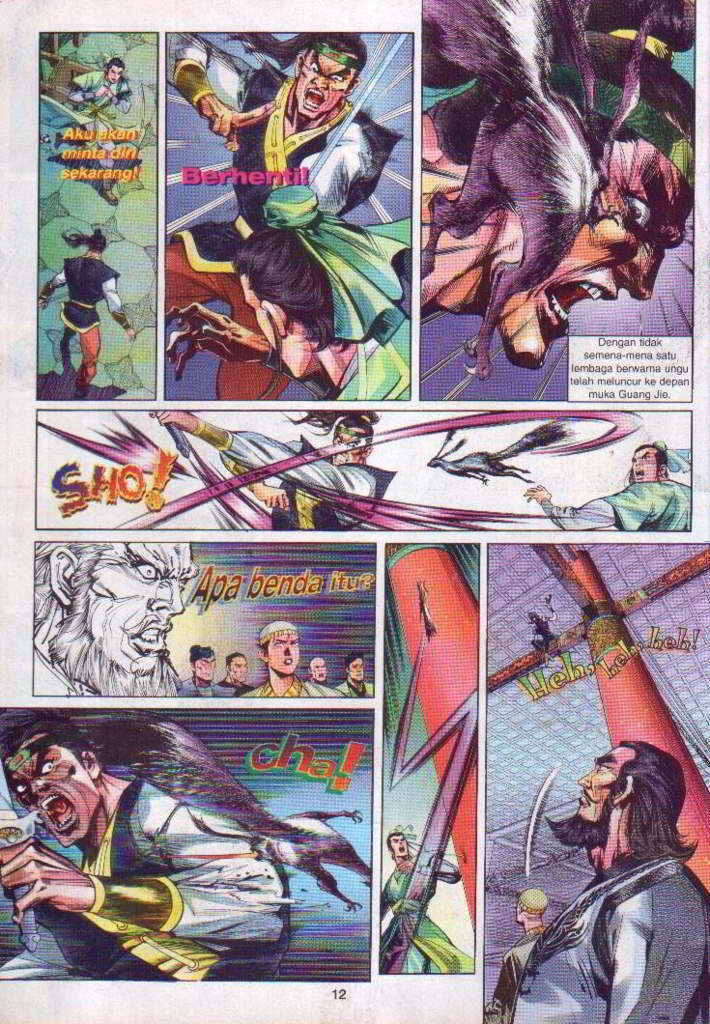 Aku akan
minta diri
sekarang!
Berhenti!
Dengan tidak
semena-mena satu
lembaga berwarna ungu
telah meluncur ke depan
muka Guang Jie.
SHO!
Apa benda itu?
Heh, heh, heh!
cha!
12